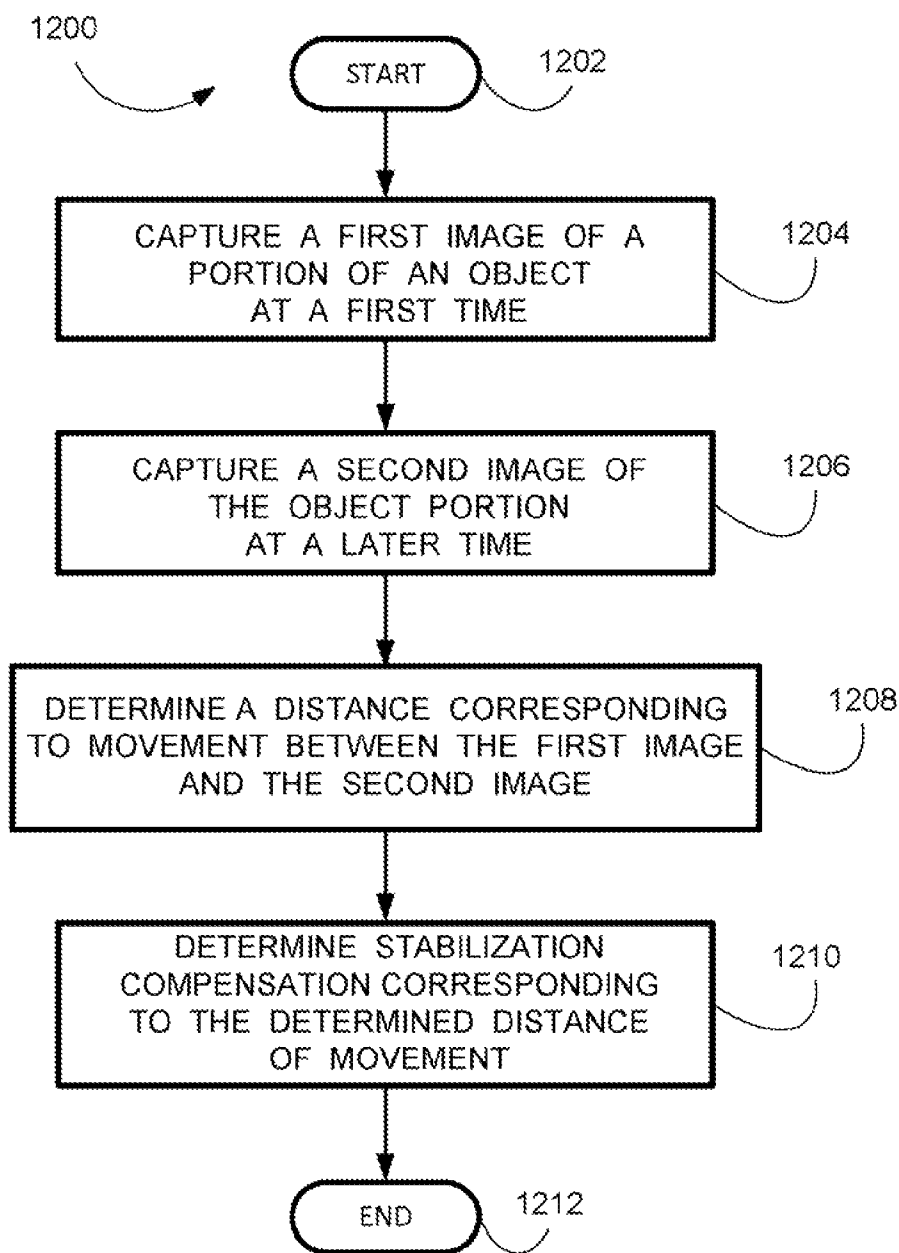 1200
START
1202
CAPTURE A FIRST IMAGE OF A
PORTION OF AN OBJECT
AT A FIRST TIME
1204
CAPTURE A SECOND IMAGE OF
THE OBJECT PORTION
AT A LATER TIME
1206
DETERMINE A DISTANCE CORRESPONDING
TO MOVEMENT BETWEEN THE FIRST IMAGE
AND THE SECOND IMAGE
1208
DETERMINE STABILIZATION
COMPENSATION CORRESPONDING
TO THE DETERMINED DISTANCE
OF MOVEMENT
1210
END
1212